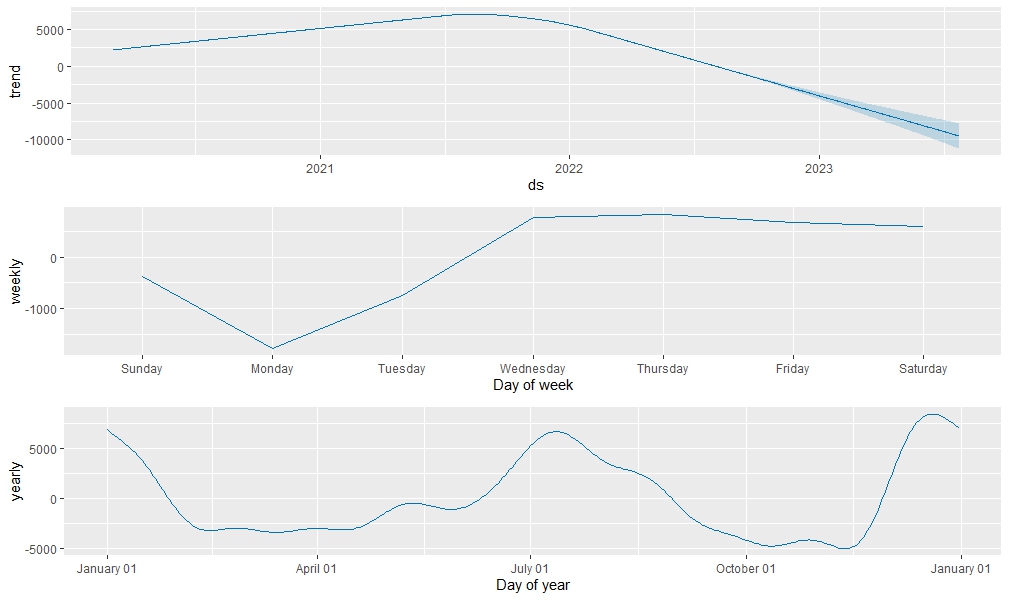 trend
5000
0
-5000
-10000
2021 2022 2023
ds
weekly
0
-1000
Sunday Monday Tuesday Wednesday Thursday Friday Saturday
Day of week
yearly
5000
0
-5000
January 01 April 01 July 01 October 01 January 01
Day of year